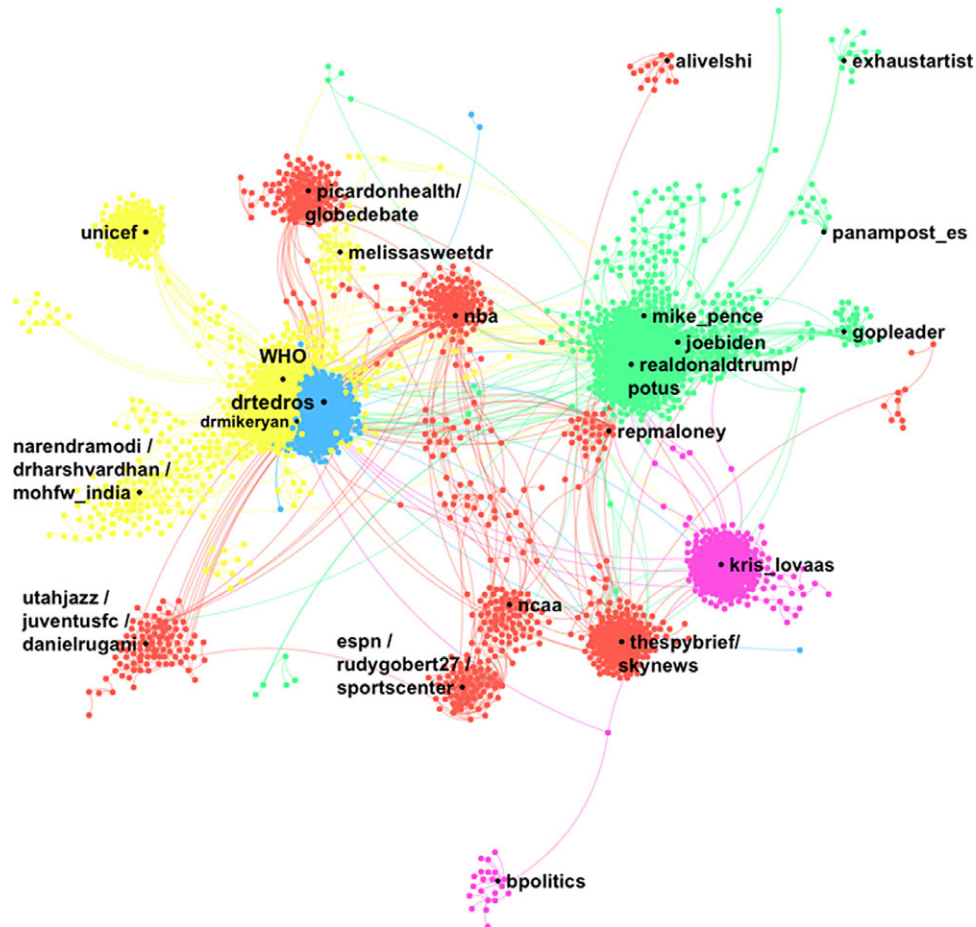 alivelshi
exhaustartist
picardonhealth/
globedebate
unicef
melissasweetdr
panampost_es
nba
mike_pence
gopleader
joebiden
WHO
realdonaldtrump/
potus
drtedros
drmikeryan
repmaloney
narendramodi /
drharshvardhan /
mohfw_india
kris_lovaas
utahjazz /
juventusfc /
danielrugani
ncaa
espn /
rudygobert27 /
sportscenter
thespybrief/
skynews
bpolitics